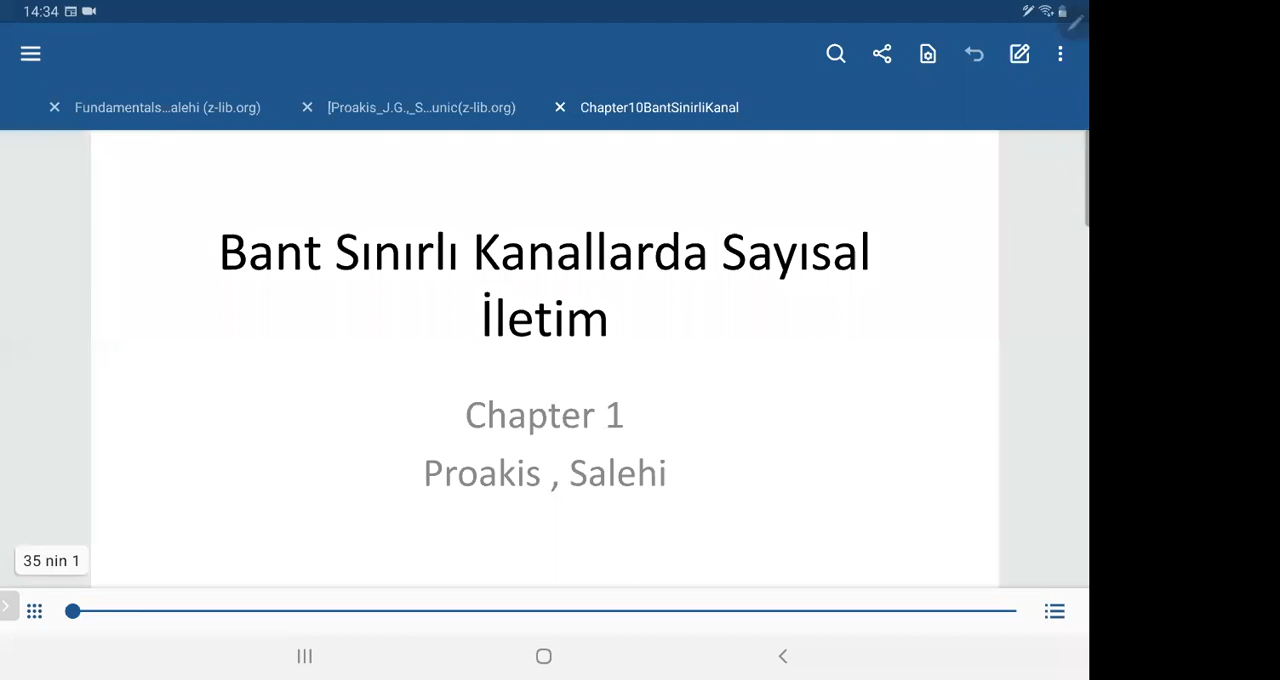 14:34
Fundamentals...alehi (z-lib.org)
[Proakis_J.G.,_S...unic(z-lib.org)
Chapter10BantSinirliKanal
Bant Sınırlı Kanallarda Sayısal
İletim
Chapter 1
Proakis , Salehi
35 nin 1